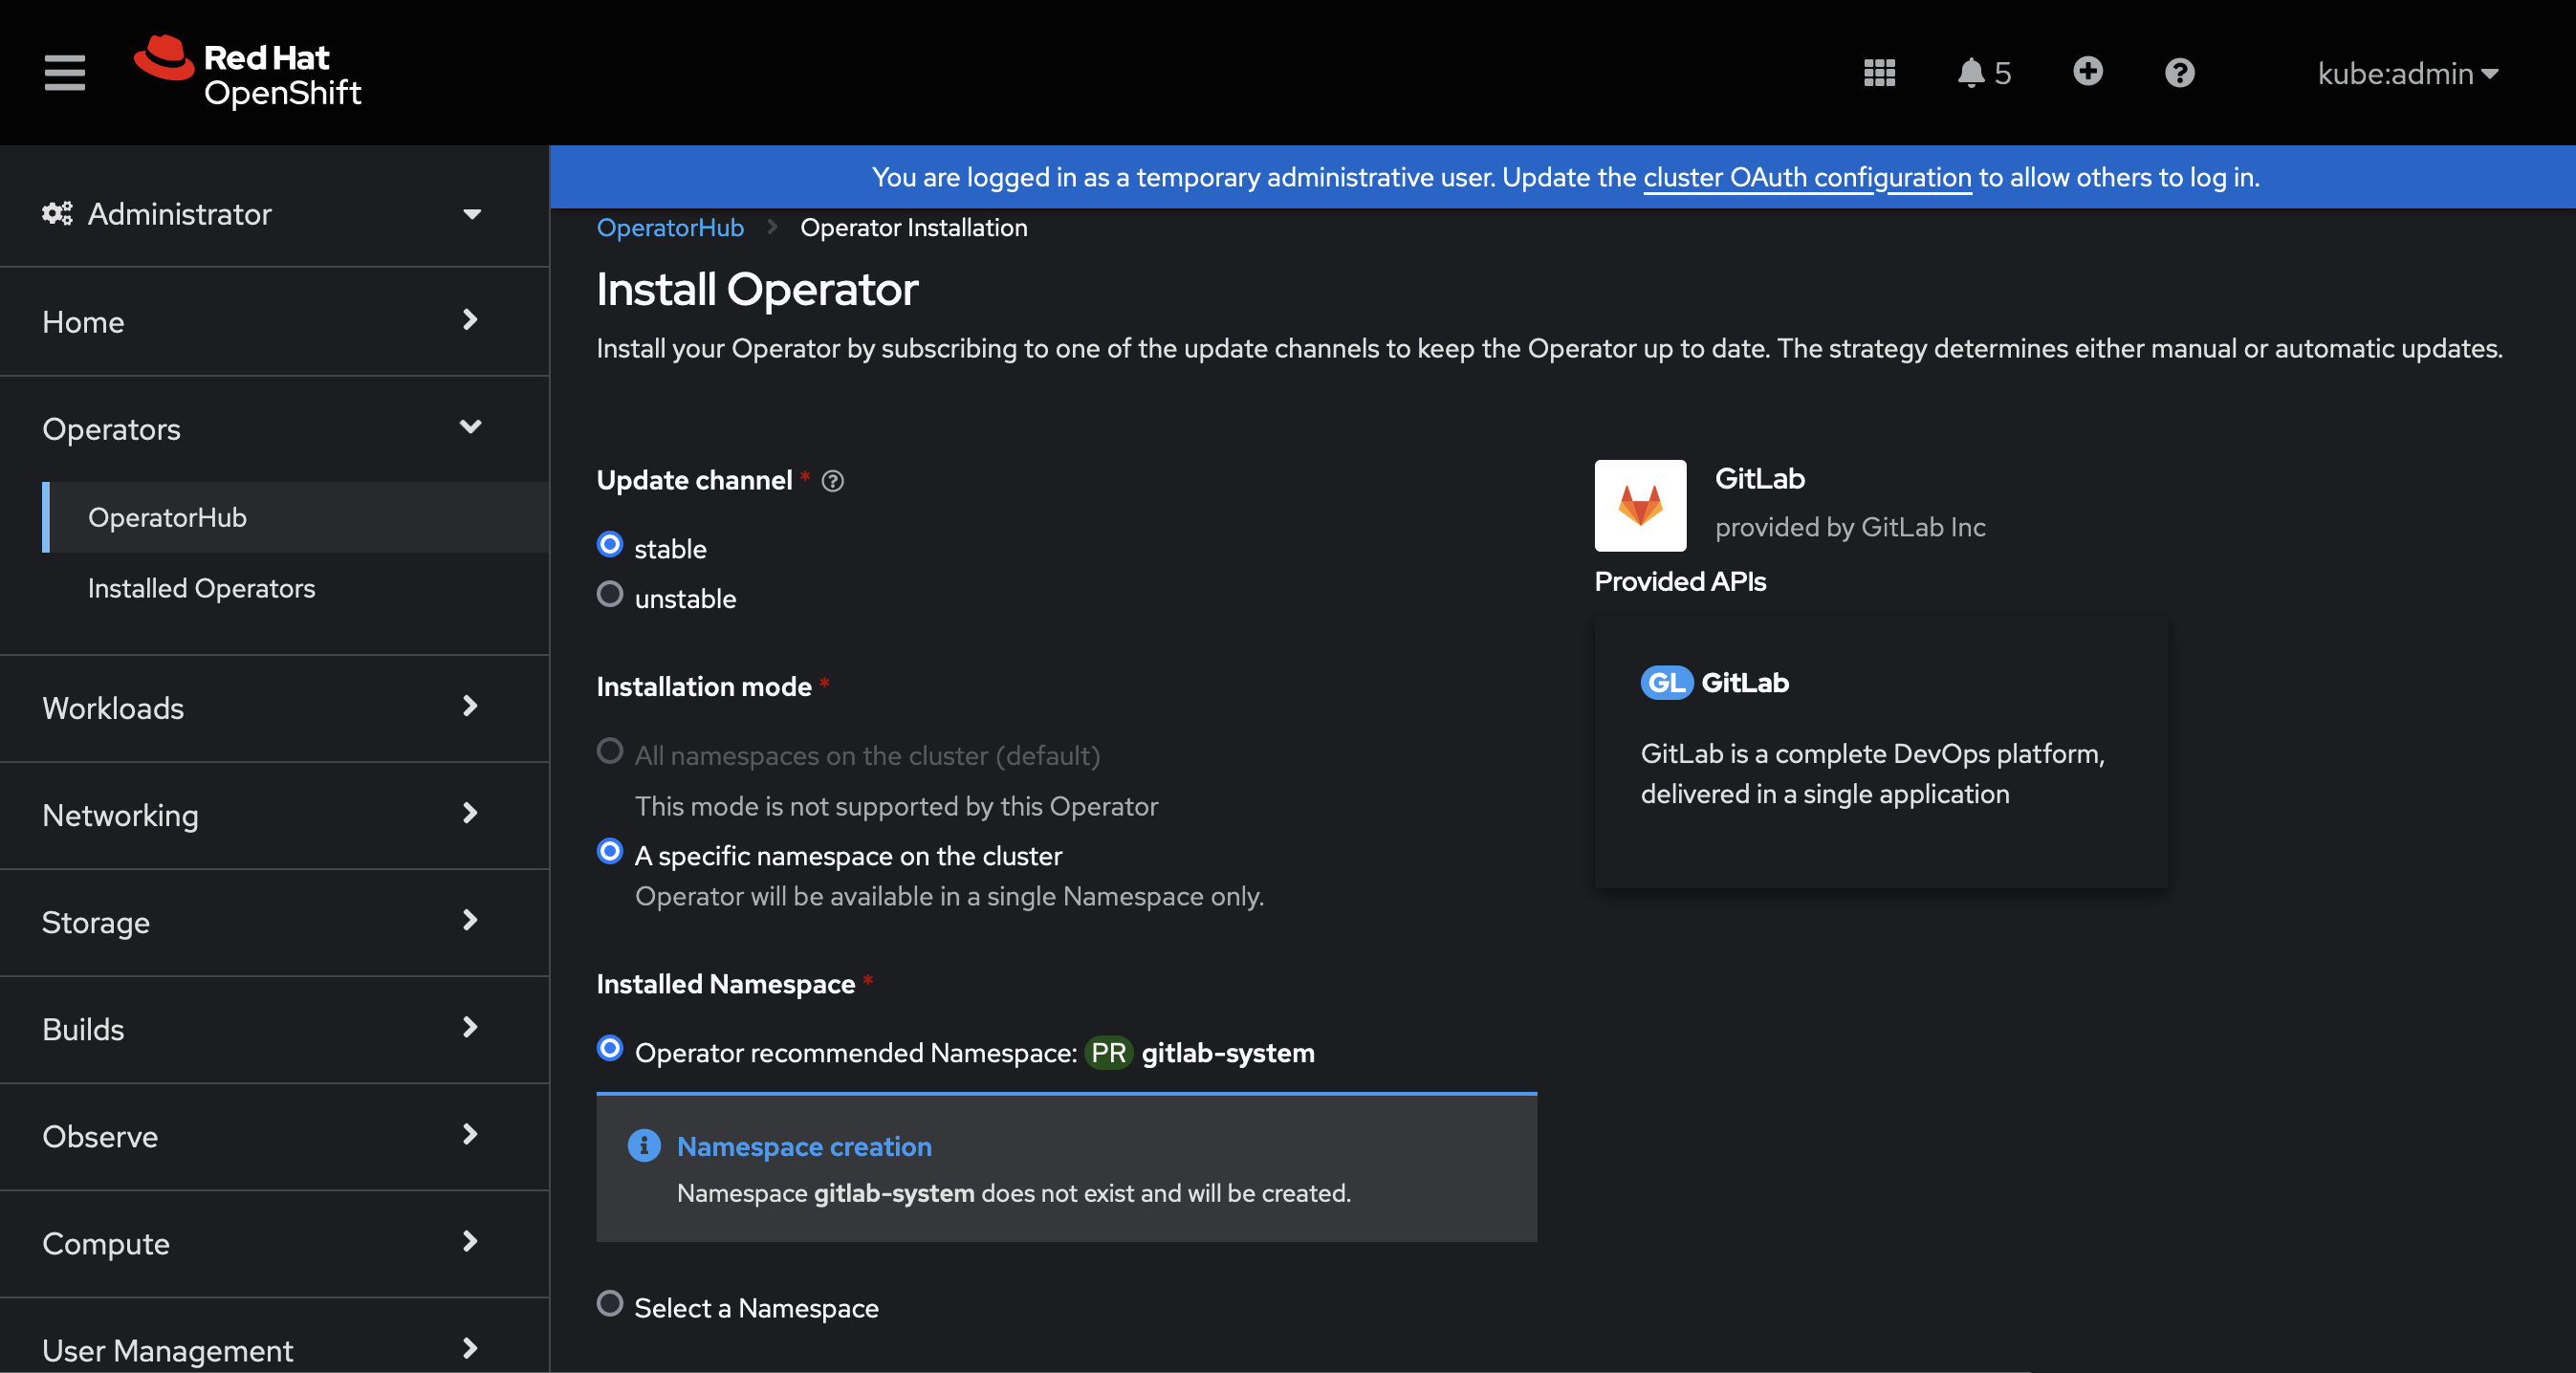 Red Hat
OpenShift
5
kube:admin
You are logged in as a temporary administrative user. Update the cluster OAuth configuration to allow others to log in.
Administrator
Home
Operators
OperatorHub
Installed Operators
Workloads
Networking
Storage
Builds
Observe
Compute
User Management
OperatorHub > Operator Installation
Install Operator
Install your Operator by subscribing to one of the update channels to keep the Operator up to date. The strategy determines either manual or automatic updates.
Update channel *
stable
unstable
Installation mode *
All namespaces on the cluster (default)
This mode is not supported by this Operator
A specific namespace on the cluster
Operator will be available in a single Namespace only.
Installed Namespace *
Operator recommended Namespace: PR gitlab-system
Namespace creation
Namespace gitlab-system does not exist and will be created.
Select a Namespace
GitLab
provided by GitLab Inc
Provided APIs
GL GitLab
GitLab is a complete DevOps platform,
delivered in a single application